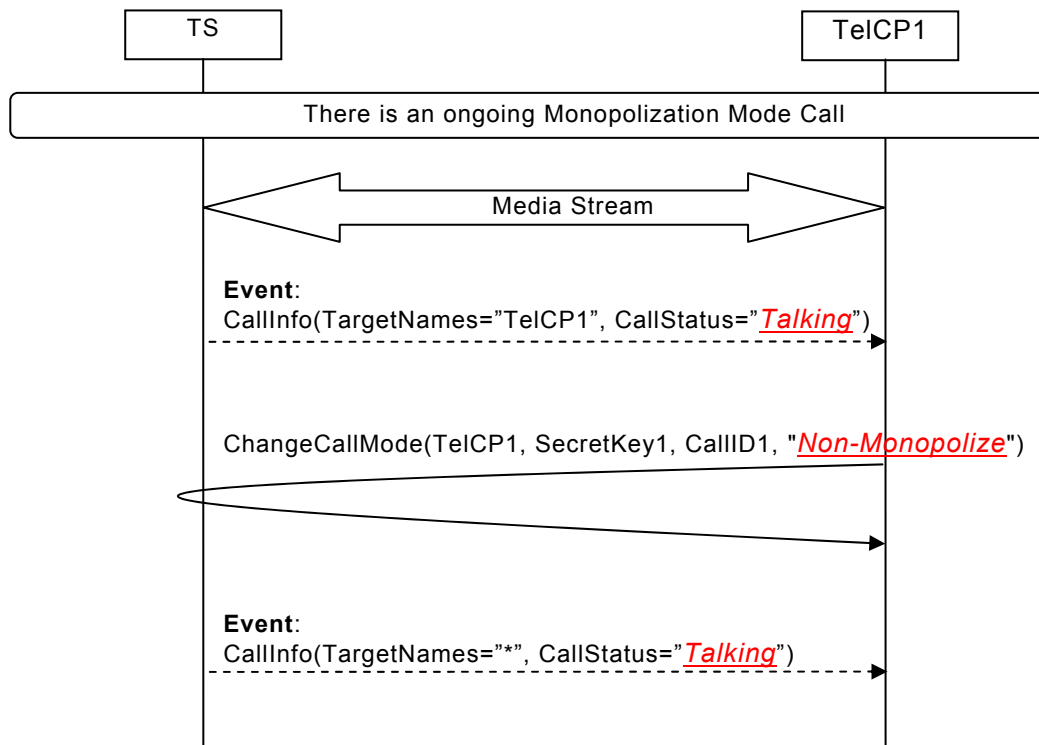 TS
TelCP1
There is an ongoing Monopolization Mode Call
Media Stream
Event:
CallInfo(TargetNames=”TelCP1”, CallStatus=”Talking”)
ChangeCallMode(TelCP1, SecretKey1, CallID1, "Non-Monopolize")
Event:
CallInfo(TargetNames=”*”, CallStatus=”Talking”)